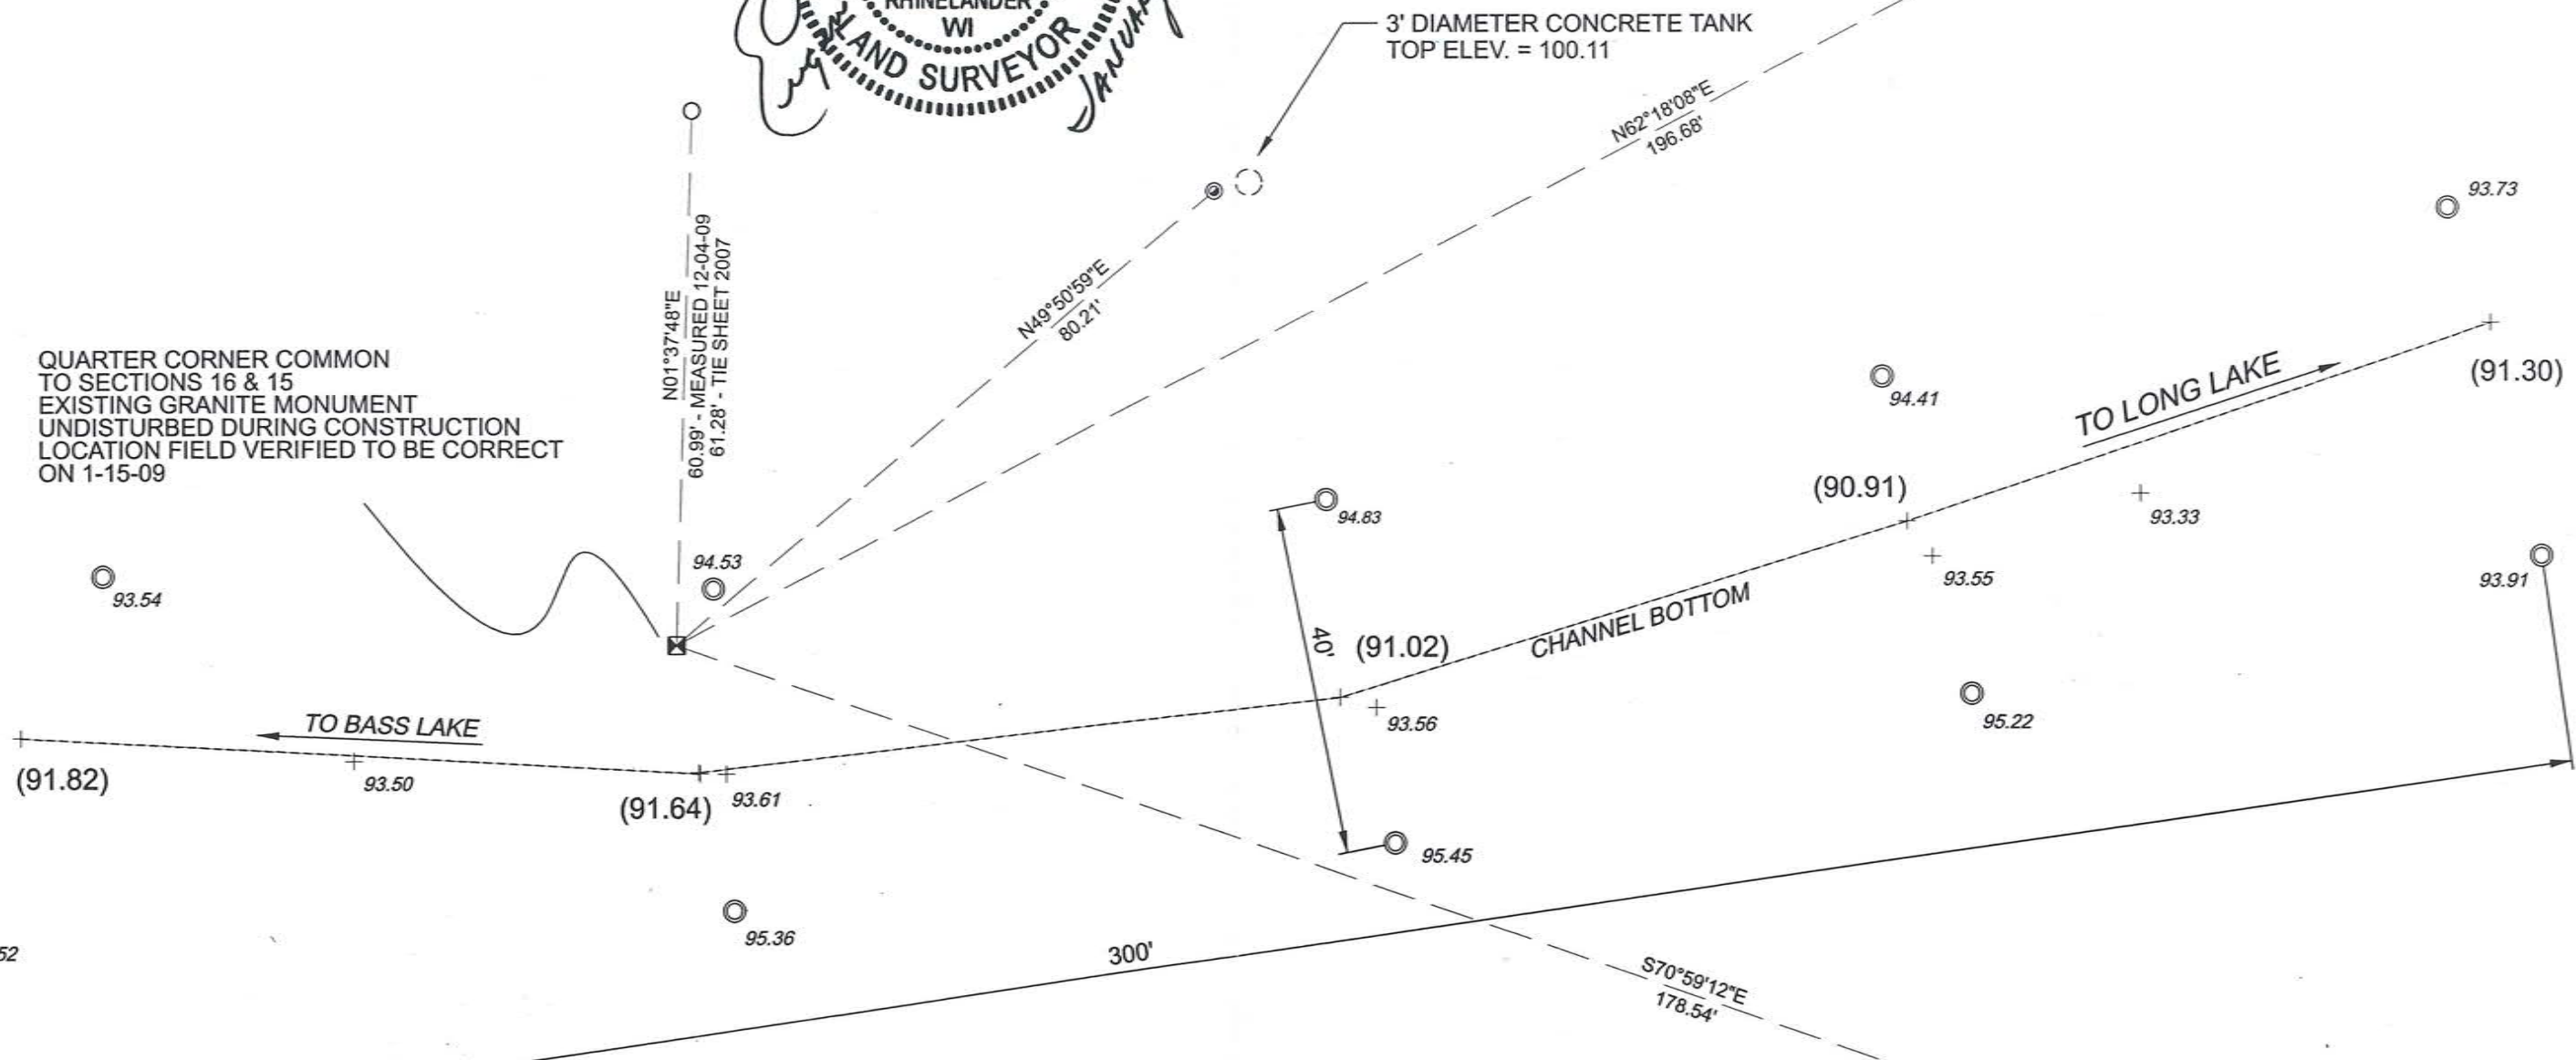 RHINELANDER
WI
LAND SURVEYOR
3' DIAMETER CONCRETE TANK
TOP ELEV. = 100.11
N62°18'08"E
196.68'
93.73
N01°37'48"E
60.99' - MEASURED 12-04-09
61.28' - TIE SHEET 2007
N49°50'59"E
80.21'
QUARTER CORNER COMMON
TO SECTIONS 16 & 15
EXISTING GRANITE MONUMENT
UNDISTURBED DURING CONSTRUCTION
LOCATION FIELD VERIFIED TO BE CORRECT
ON 1-15-09
TO LONG LAKE
(91.30)
94.41
(90.91)
94.83
93.33
94.53
93.55
93.91
93.54
CHANNEL BOTTOM
40'
(91.02)
93.56
95.22
TO BASS LAKE
(91.82)
93.50
(91.64)
93.61
95.45
95.36
52
300'
S70°59'12"E
178.54'